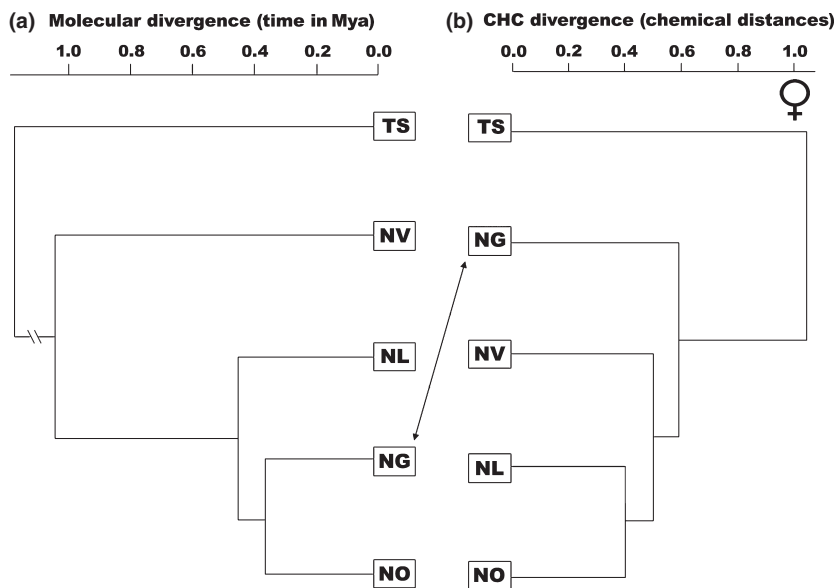 (a) Molecular divergence (time in Mya)
1.0 0.8 0.6 0.4 0.2 0.0
TS
NV
NL
NG
NO
(b) CHC divergence (chemical distances)
0.0 0.2 0.4 0.6 0.8 1.0
♀
TS
NG
NV
NL
NO